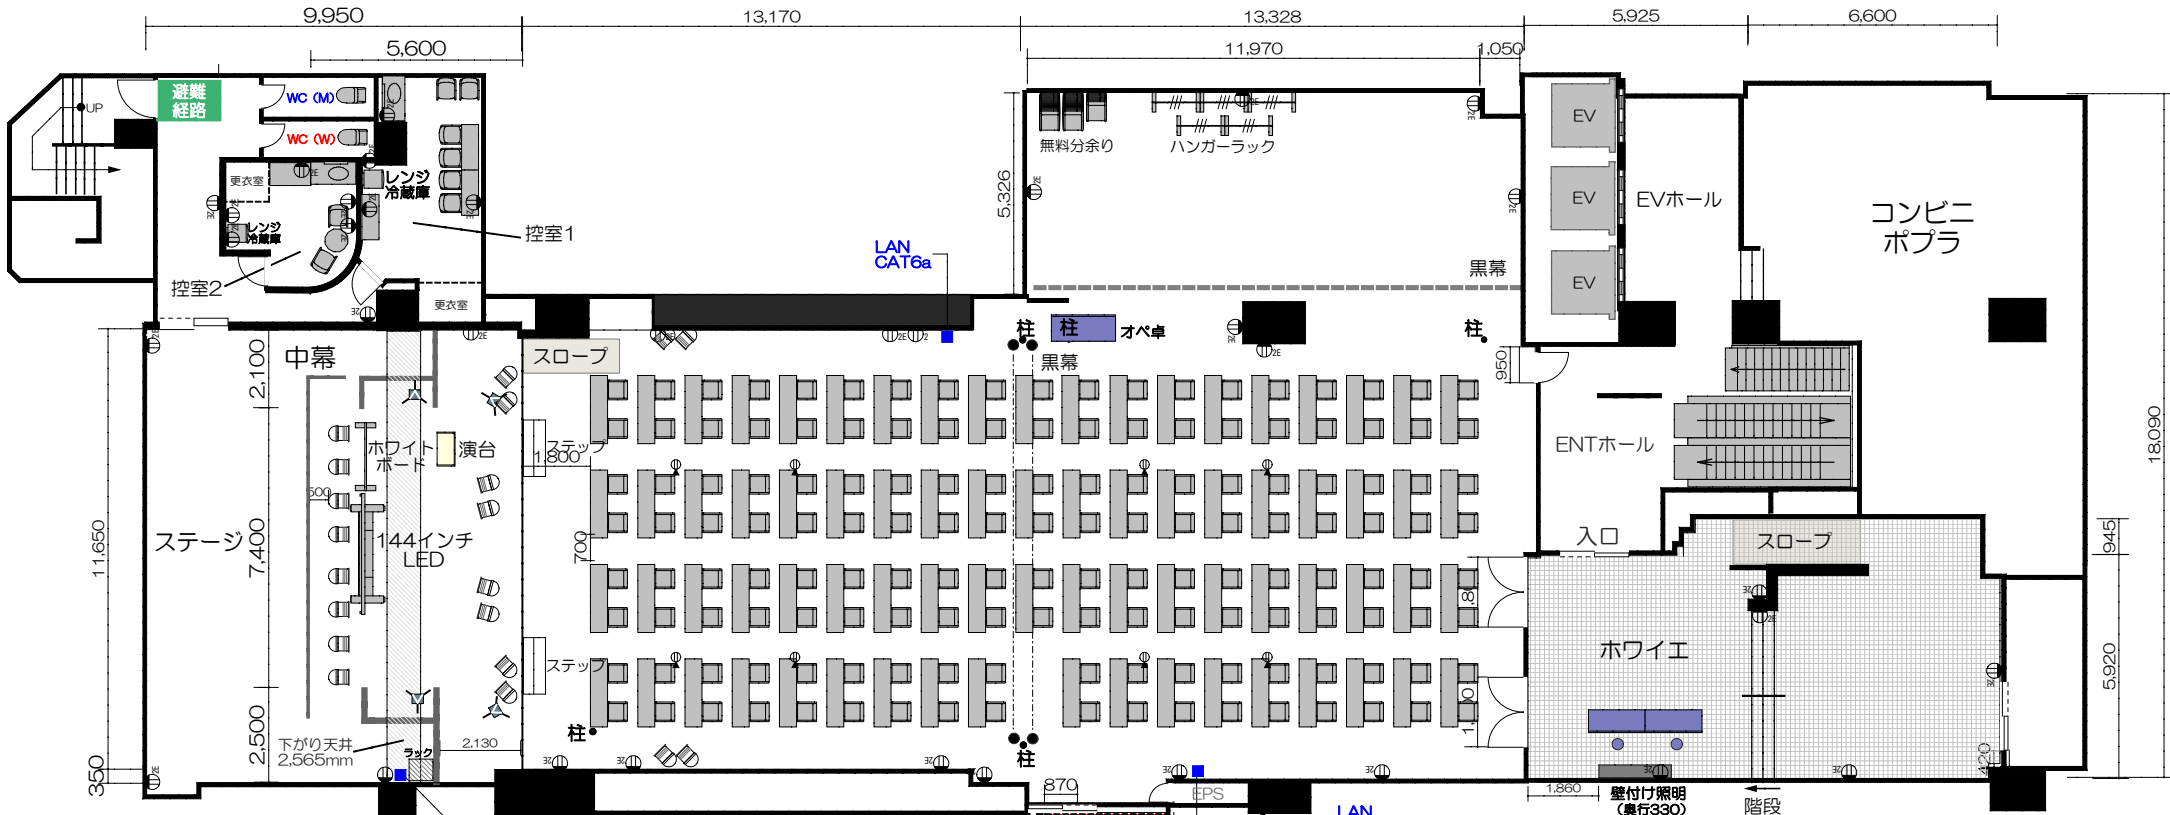 9,950
13,170
13,328
5,925
6,600
5,600
11,970
1,050
避難
経路
UP
WC (M)
WC (W)
更衣室
レンジ
冷蔵庫
レンジ
冷蔵庫
控室1
控室2
更衣室
LAN
CAT6a
5,326
無料分余り
ハンガーラック
黒幕
EV
EV
EV
EVホール
コンビニ
ポプラ
18,090
柱
柱
オペ卓
柱
黒幕
中幕
スロープ
2,100
950
ホワイト
ボード
演台
ステップ
1,800
ENTホール
500
ステージ
7,400
11,650
144インチ
LED
700
入口
スロープ
945
ホワイエ
5,920
ステップ
2,500
350
下がり天井
2,565mm
ラック
2,130
柱
柱
870
EPS
LAN
1,860
壁付け照明
(奥行330)
階段
420